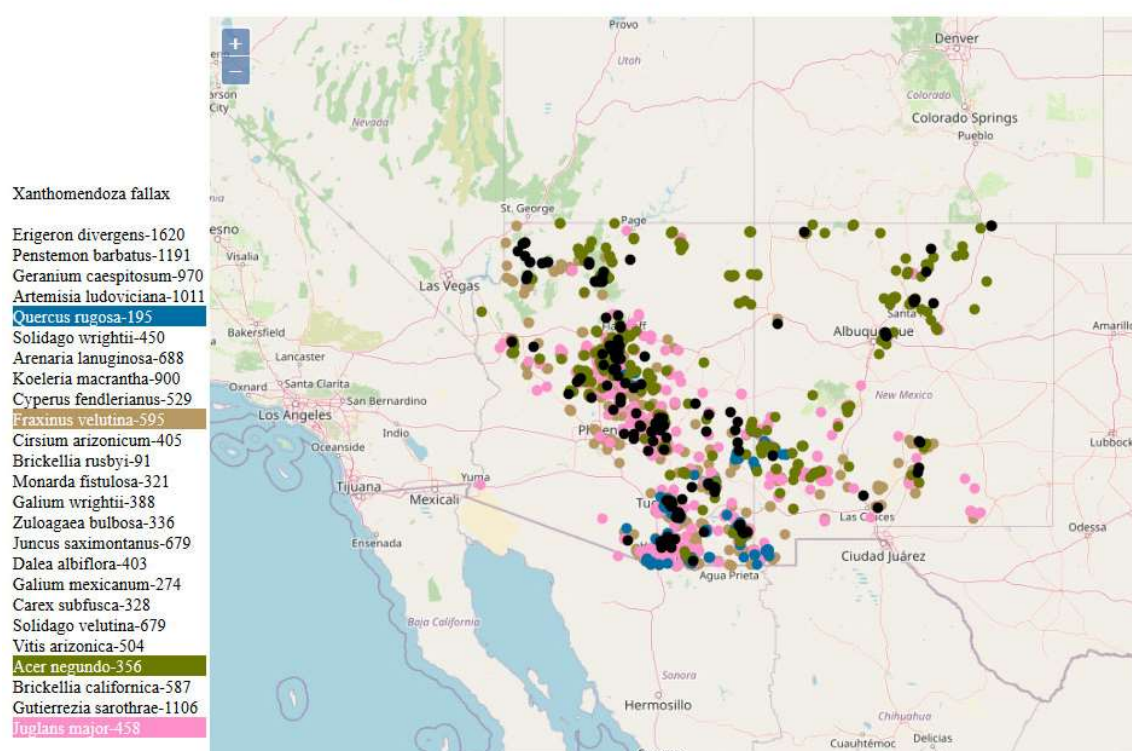 Xanthomendoza fallax
Erigeron divergens-1620
Penstemon barbatus-1191
Geranium caespitosum-970
Artemisia ludoviciana-1011
Quercus rugosa-195
Solidago wrightii-450
Arenaria lanuginosa-688
Koeleria macrantha-900
Cyperus fendlerianus-529
Fraxinus velutina-595
Cirsium arizonicum-405
Brickellia rusbyi-91
Monarda fistulosa-321
Galium wrightii-388
Zuloagaea bulbosa-336
Juncus saximontanus-679
Dalea albiflora-403
Galium mexicanum-274
Carex subfusca-328
Solidago velutina-679
Vitis arizonica-504
Acer negundo-356
Brickellia californica-587
Gutierrezia sarothrae-1106
Juglans major-458
+
−
Provo
Utah
Denver
Colorado
Colorado Springs
Pueblo
City
Nevada
St. George
Page
Visalia
Las Vegas
Santa
Albuquerque
Amarillo
Bakersfield
Lancaster
Oxnard
Santa Clarita
San Bernardino
Los Angeles
New Mexico
Indio
Oceanside
Lubbock
Yuma
Tijuana
Mexicali
Las Cruces
Odessa
Ensenada
Ciudad Juárez
Agua Prieta
Baja California
Sonora
Hermosillo
Chihuahua
Cuauhtémoc
Delicias